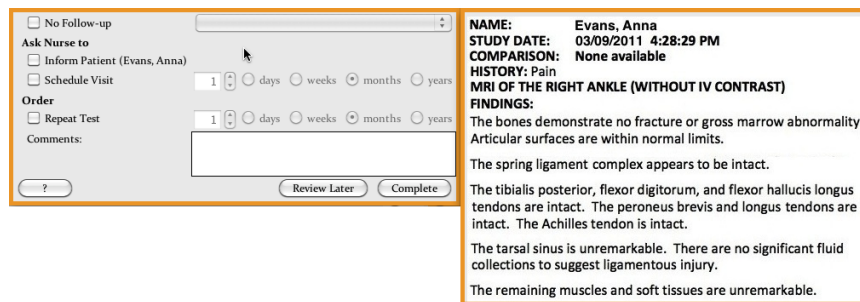 No Follow-up
Ask Nurse to
Inform Patient (Evans, Anna)
Schedule Visit 1 days weeks months years
Order
Repeat Test 1 days weeks months years
Comments:
? Review Later Complete
NAME: Evans, Anna
STUDY DATE: 03/09/2011 4:28:29 PM
COMPARISON: None available
HISTORY: Pain
MRI OF THE RIGHT ANKLE (WITHOUT IV CONTRAST)
FINDINGS:
The bones demonstrate no fracture or gross marrow abnormality
Articular surfaces are within normal limits.
The spring ligament complex appears to be intact.
The tibialis posterior, flexor digitorum, and flexor hallucis longus
tendons are intact. The peroneus brevis and longus tendons are
intact. The Achilles tendon is intact.
The tarsal sinus is unremarkable. There are no significant fluid
collections to suggest ligamentous injury.
The remaining muscles and soft tissues are unremarkable.